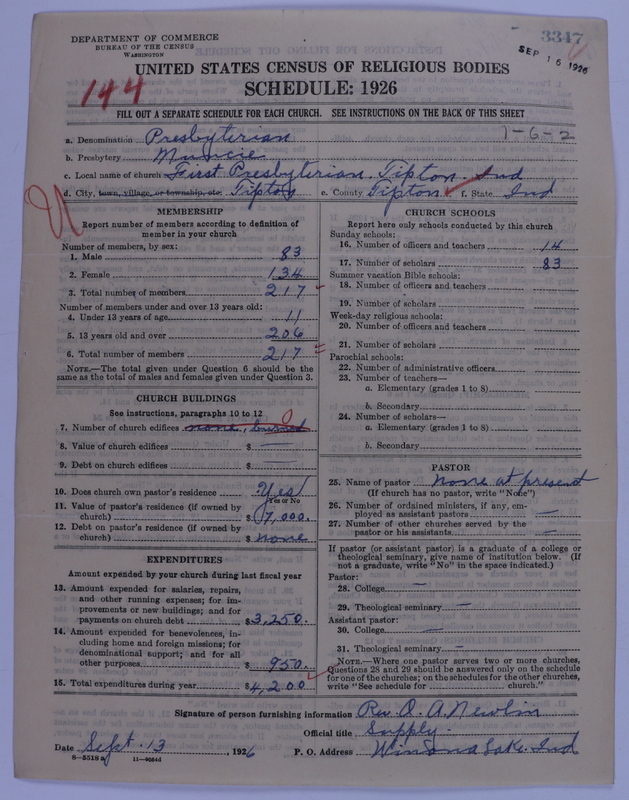 DEPARTMENT OF COMMERCE
BUREAU OF THE CENSUS
WASHINGTON
3347
SEP 16 1926
UNITED STATES CENSUS OF RELIGIOUS BODIES
SCHEDULE: 1926
144
FILL OUT A SEPARATE SCHEDULE FOR EACH CHURCH. SEE INSTRUCTIONS ON THE BACK OF THIS SHEET
1-6-2
a. Denomination Presbyterian
b. Presbytery Muncie
c. Local name of church First Presbyterian. Tipton. Ind
d. City, town, village, or township, etc. Tipton e. County Tipton f. State Ind
MEMBERSHIP
Report number of members according to definition of
member in your church
Number of members, by sex:
1. Male 83
2. Female 134
3. Total number of members 217
Number of members under and over 13 years old:
4. Under 13 years of age 11
5. 13 years old and over 206
6. Total number of members 217
NOTE.—The total given under Question 6 should be the
same as the total of males and females given under Question 3.
CHURCH BUILDINGS
See instructions, paragraphs 10 to 12
7. Number of church edifices none, burned
8. Value of church edifices $ —
9. Debt on church edifices $ —
10. Does church own pastor's residence Yes
Yes or No
11. Value of pastor's residence (if owned by
church) $ 7,000.
12. Debt on pastor's residence (if owned by
church) $ none
EXPENDITURES
Amount expended by your church during last fiscal year
13. Amount expended for salaries, repairs,
and other running expenses; for im-
provements or new buildings; and for
payments on church debt $ 3,250.
14. Amount expended for benevolences, in-
cluding home and foreign missions; for
denominational support; and for all
other purposes $ 950.
15. Total expenditures during year $ 4,200
CHURCH SCHOOLS
Report here only schools conducted by this church
Sunday schools:
16. Number of officers and teachers 14
17. Number of scholars 83
Summer vacation Bible schools:
18. Number of officers and teachers
19. Number of scholars
Week-day religious schools:
20. Number of officers and teachers
21. Number of scholars
Parochial schools:
22. Number of administrative officers
23. Number of teachers—
a. Elementary (grades 1 to 8)
b. Secondary
24. Number of scholars—
a. Elementary (grades 1 to 8)
b. Secondary
PASTOR
25. Name of pastor none at present
(If church has no pastor, write "None")
26. Number of ordained ministers, if any, em-
ployed as assistant pastors —
27. Number of other churches served by the
pastor or his assistants —
If pastor (or assistant pastor) is a graduate of a college or
theological seminary, give name of institution below. (If
not a graduate, write "No" in the space indicated.)
Pastor:
28. College —
29. Theological seminary —
Assistant pastor:
30. College —
31. Theological seminary —
NOTE.—Where one pastor serves two or more churches,
Questions 28 and 29 should be answered only on the schedule
for one of the churches; on the schedules for the other churches,
write "See schedule for church."
Signature of person furnishing information Rev. O. A. Newlin
Official title Supply
Date Sept. 13, 1926 P. O. Address Winona Lake. Ind
8-5518 a